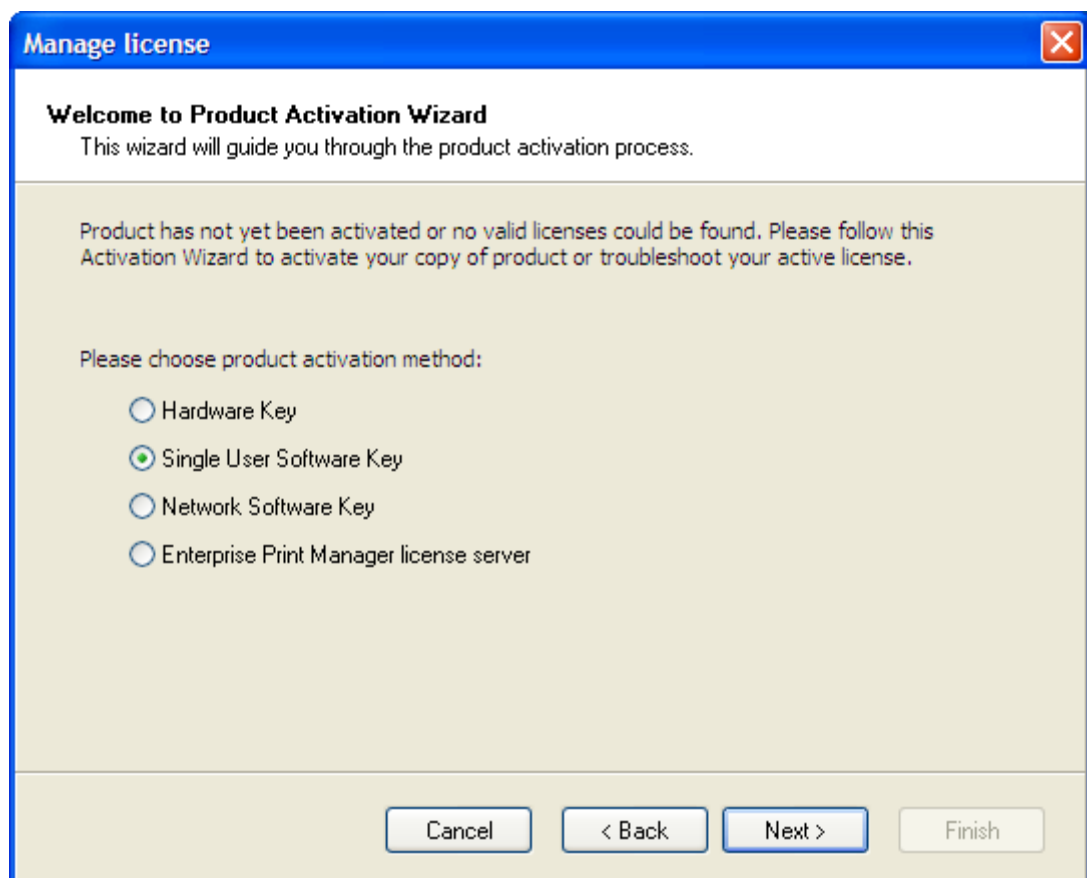 Manage license
Welcome to Product Activation Wizard
This wizard will guide you through the product activation process.
Product has not yet been activated or no valid licenses could be found. Please follow this
Activation Wizard to activate your copy of product or troubleshoot your active license.
Please choose product activation method:
Hardware Key
Single User Software Key
Network Software Key
Enterprise Print Manager license server
Cancel
< Back
Next >
Finish